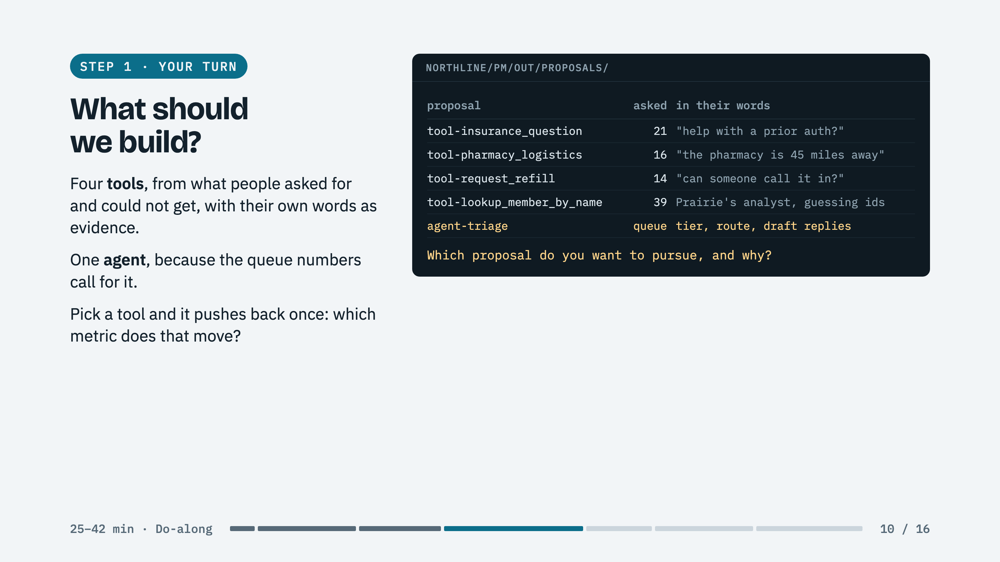 STEP 1 · YOUR TURN
What should
we build?
Four tools, from what people asked for
and could not get, with their own words as
evidence.
One agent, because the queue numbers
call for it.
Pick a tool and it pushes back once: which
metric does that move?
NORTHLINE/PM/OUT/PROPOSALS/
proposal asked in their words
tool-insurance_question 21 "help with a prior auth?"
tool-pharmacy_logistics 16 "the pharmacy is 45 miles away"
tool-request_refill 14 "can someone call it in?"
tool-lookup_member_by_name 39 Prairie's analyst, guessing ids
agent-triage queue tier, route, draft replies
Which proposal do you want to pursue, and why?
25–42 min · Do-along
10 / 16